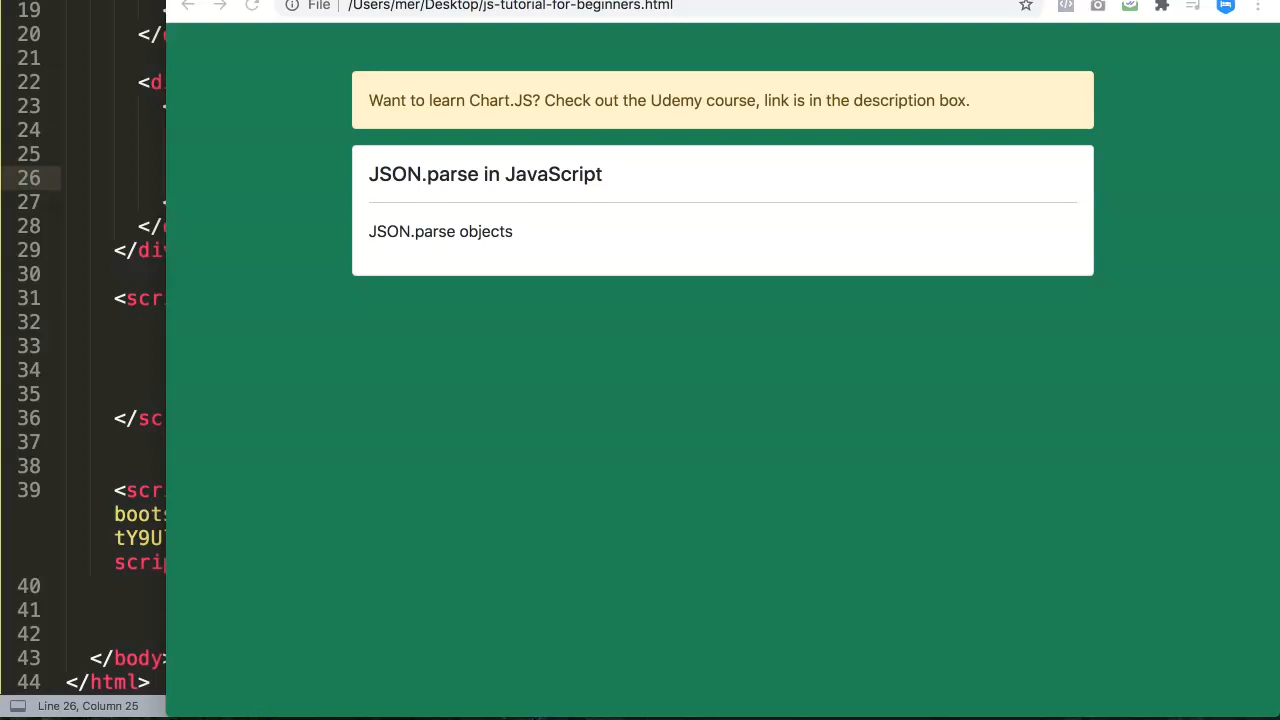 File
/Users/mer/Desktop/js-tutorial-for-beginners.html
Want to learn Chart.JS? Check out the Udemy course, link is in the description box.
JSON.parse in JavaScript
JSON.parse objects
19 <
20 </
21
22 <d
23
24
25
26
27
28 </
29 </di
30
31 <scr
32
33
34
35
36 </sc
37
38
39 <scr
boots
tY9U
scrip
40
41
42
43 </body>
44 </html>
Line 26, Column 25